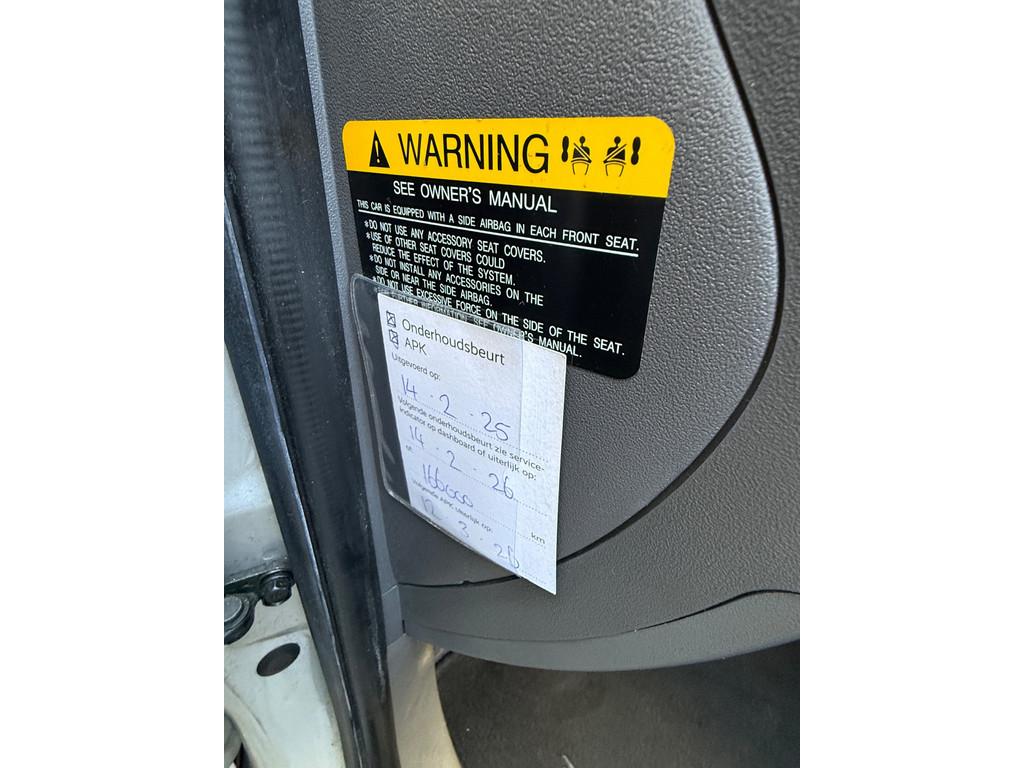 WARNING
SEE OWNER'S MANUAL
THIS CAR IS EQUIPPED WITH A SIDE AIRBAG IN EACH FRONT SEAT.
*DO NOT USE ANY ACCESSORY SEAT COVERS.
*USE OF OTHER SEAT COVERS COULD
REDUCE THE EFFECT OF THE SYSTEM.
*DO NOT INSTALL ANY ACCESSORIES ON THE
SIDE OR NEAR THE SIDE AIRBAG.
*DO NOT USE EXCESSIVE FORCE ON THE SIDE OF THE SEAT.
FURTHER INFORMATION, SEE OWNER'S MANUAL.
Onderhoudsbeurt
APK
Uitgevoerd op:
14 . 2 . 25
Volgende onderhoudsbeurt zie service-
indicator op dashboard of uiterlijk op:
14 . 2 . 26
of: 166000 km
Volgende APK uiterlijk op:
12 . 3 . 26